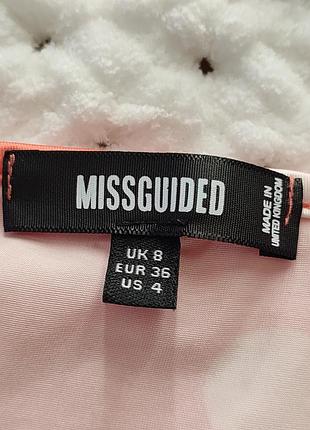 MISSGUIDED
MADE IN
UNITED KINGDOM
UK 8
EUR 36
US 4